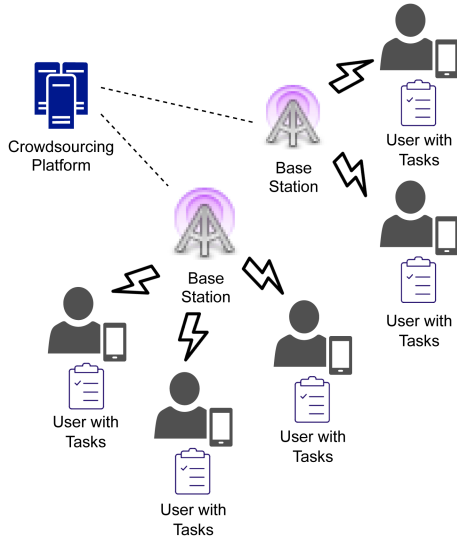 User with
Tasks
Crowdsourcing
Platform
Base
Station
User with
Tasks
Base
Station
User with
Tasks
User with
Tasks
User with
Tasks